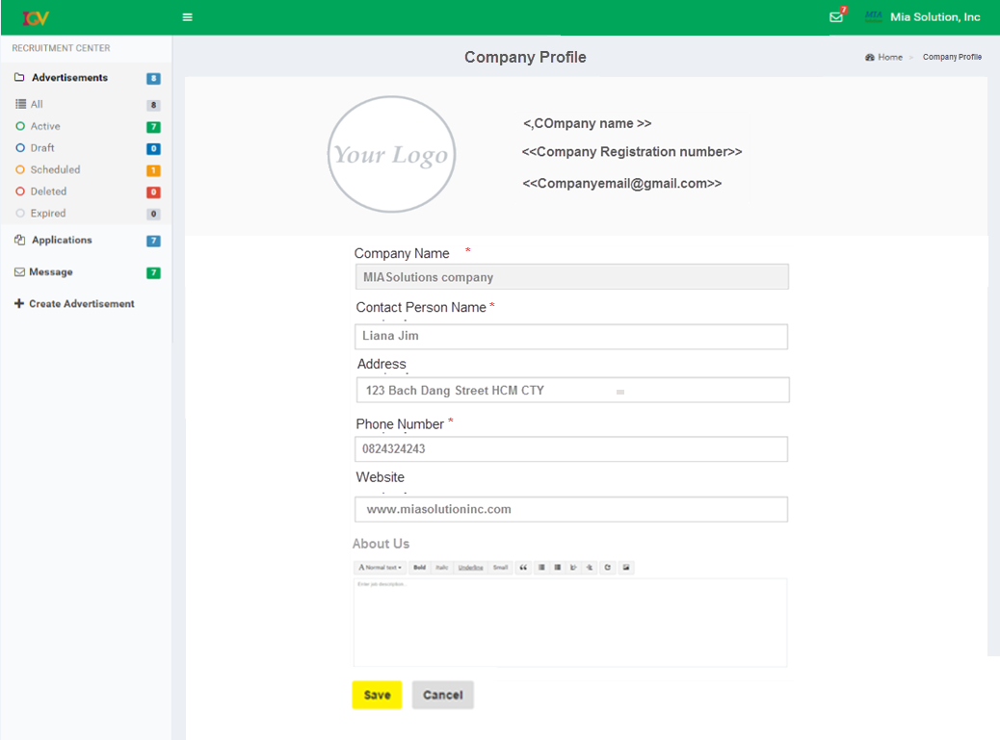 IGV
7
MIA
Mia Solution, Inc
RECRUITMENT CENTER
Company Profile
Home > Company Profile
Advertisements 8
All 8
Active 7
Draft 0
Scheduled 1
Deleted 0
Expired 0
Applications 7
Message 7
Create Advertisement
Your Logo
<,COmpany name >>
<<Company Registration number>>
<<Companyemail@gmail.com>>
Company Name *
MIASolutions company
Contact Person Name *
Liana Jim
Address
123 Bach Dang Street HCM CTY
Phone Number *
0824324243
Website
www.miasolutioninc.com
About Us
A Normal text Bold Italic Underline Small
Enter job description...
Save Cancel